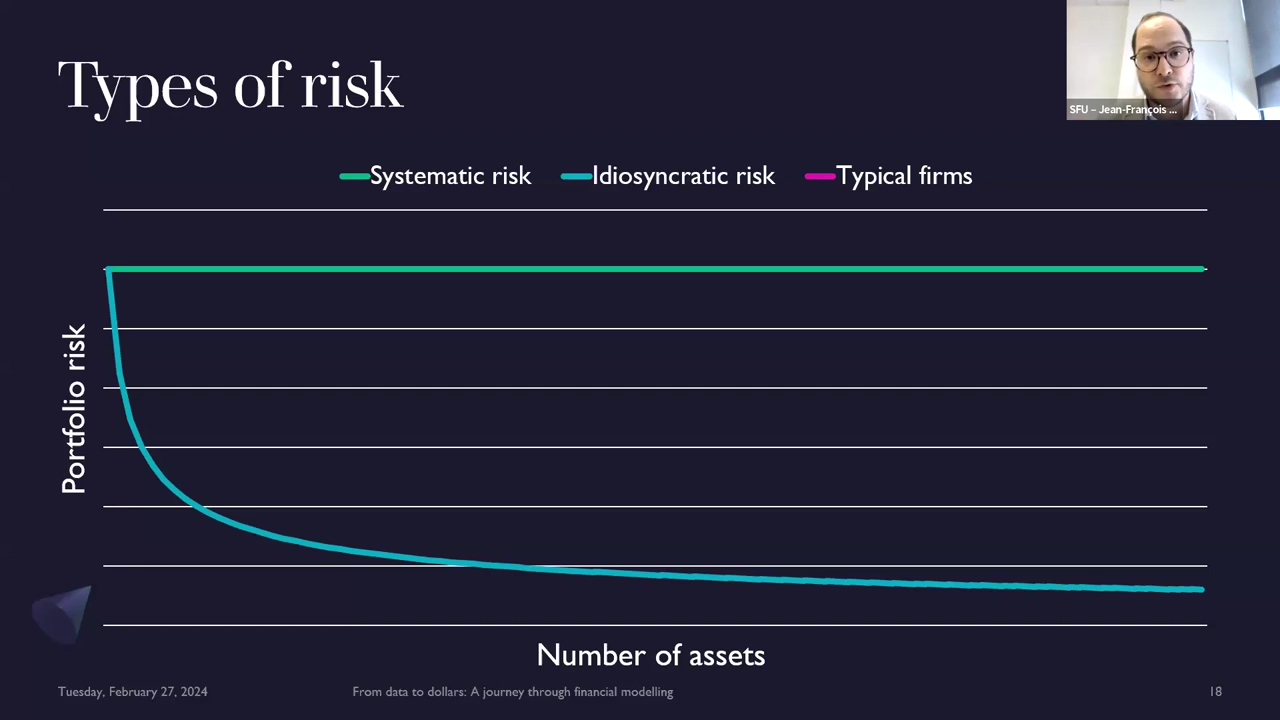 Types of risk
SFU – Jean-François ...
Systematic risk Idiosyncratic risk Typical firms
Portfolio risk
Number of assets
Tuesday, February 27, 2024 From data to dollars: A journey through financial modelling 18